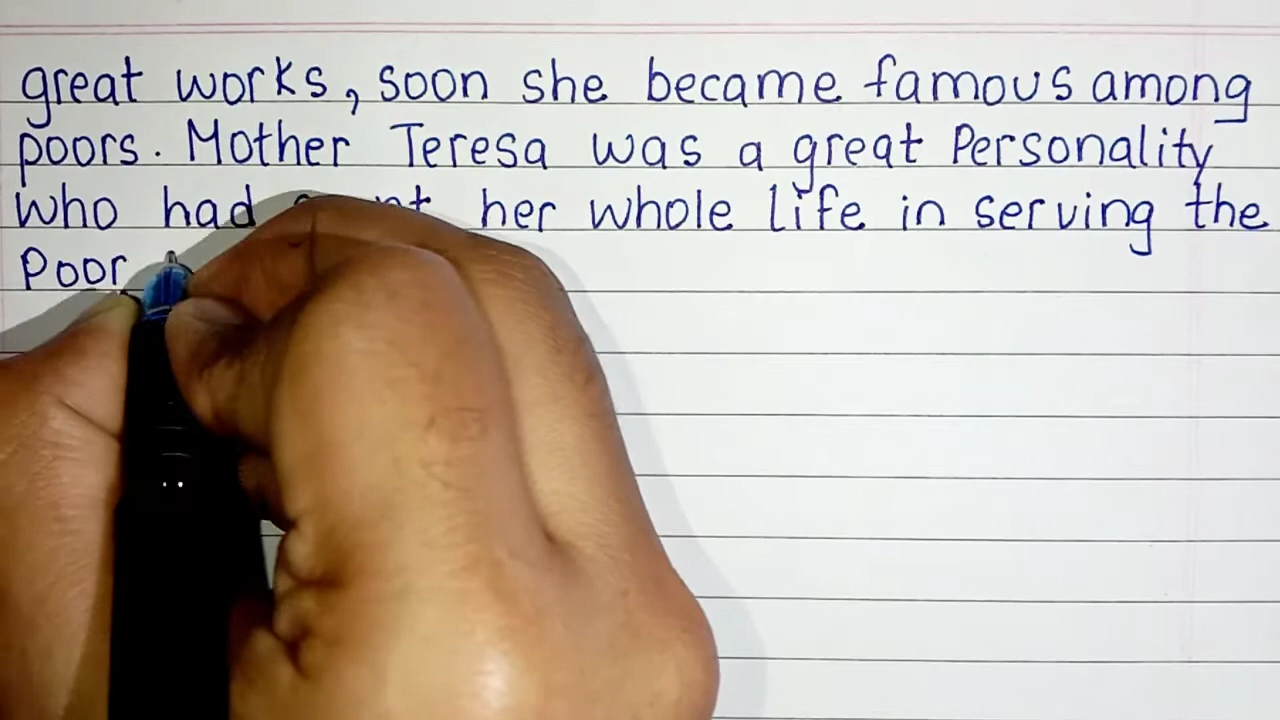 great works, soon she became famous among
poors. Mother Teresa was a great Personality
who had her whole life in serving the
Poor